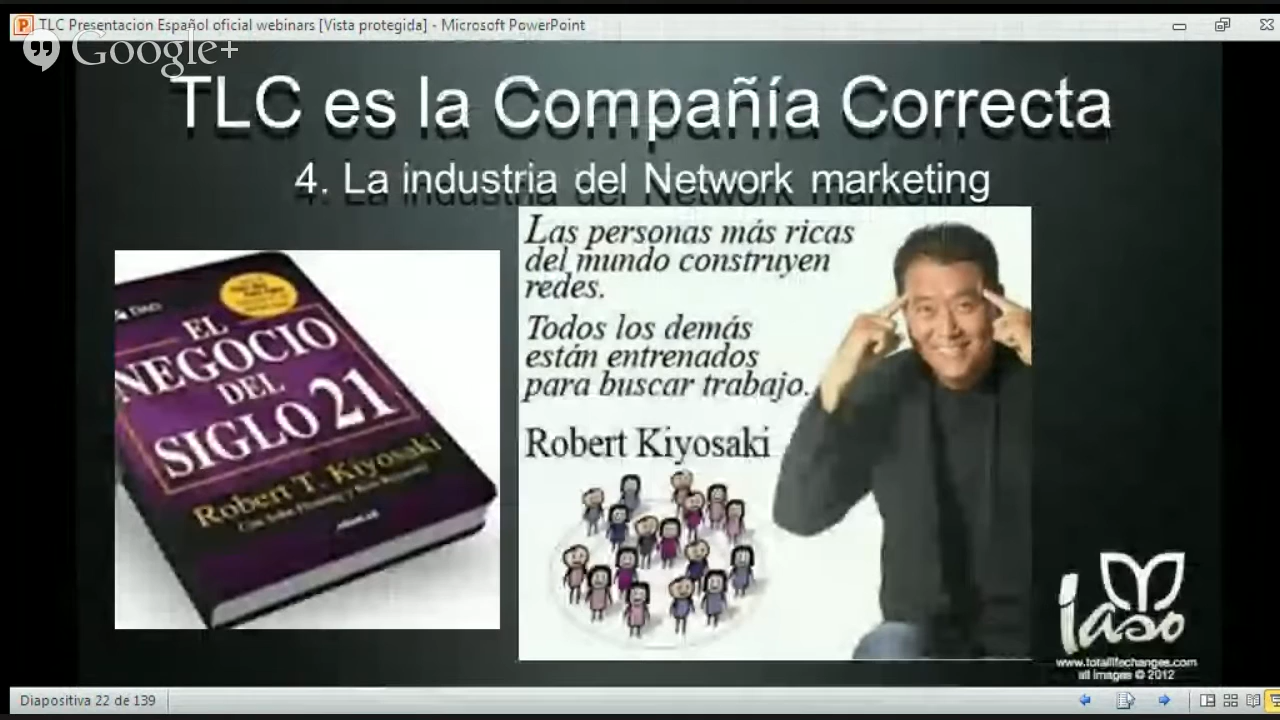 TLC Presentacion Español oficial webinars [Vista protegida] - Microsoft PowerPoint
Google+
TLC es la Compañía Correcta
4. La industria del Network marketing
Las personas más ricas
del mundo construyen
redes.
Todos los demás
están entrenados
para buscar trabajo.
Robert Kiyosaki
EL
NEGOCIO
DEL
SIGLO 21
Robert T. Kiyosaki
iaso
www.totallifechanges.com
all images © 2012
Diapositiva 22 de 139